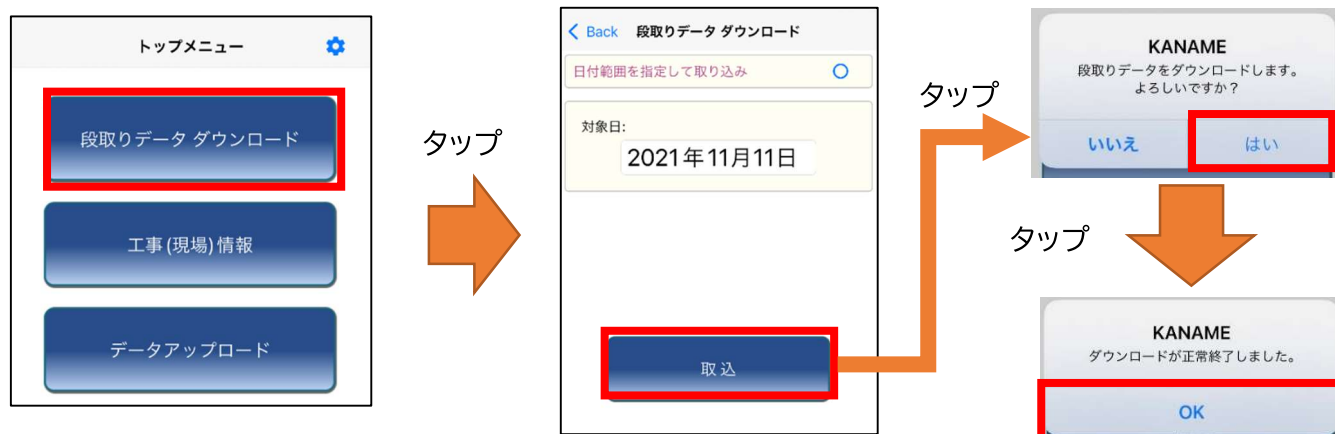 トップメニュー
段取りデータ ダウンロード
工事(現場)情報
データアップロード
タップ
Back 段取りデータ ダウンロード
日付範囲を指定して取り込み
対象日:
2021年11月11日
取込
タップ
KANAME
段取りデータをダウンロードします。
よろしいですか?
いいえ はい
タップ
KANAME
ダウンロードが正常終了しました。
OK